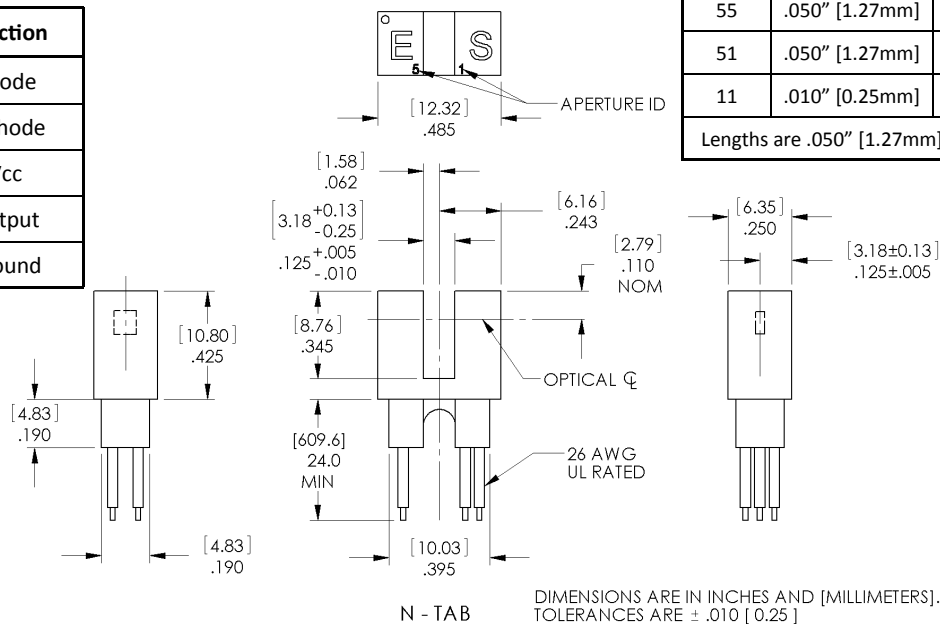 ction
ode
hode
Vcc
tput
ound
E S
5 1
APERTURE ID
[12.32]
.485
55 .050” [1.27mm]
51 .050” [1.27mm]
11 .010” [0.25mm]
Lengths are .050” [1.27mm]
[1.58]
.062
[3.18 +0.13 -0.25]
.125 +.005 -.010
[6.16]
.243
[2.79]
.110
NOM
[6.35]
.250
[3.18±0.13]
.125±.005
[10.80]
.425
[8.76]
.345
OPTICAL ℄
[4.83]
.190
[609.6]
24.0
MIN
26 AWG
UL RATED
[4.83]
.190
[10.03]
.395
N - TAB
DIMENSIONS ARE IN INCHES AND [MILLIMETERS].
TOLERANCES ARE ± .010 [ 0.25 ]